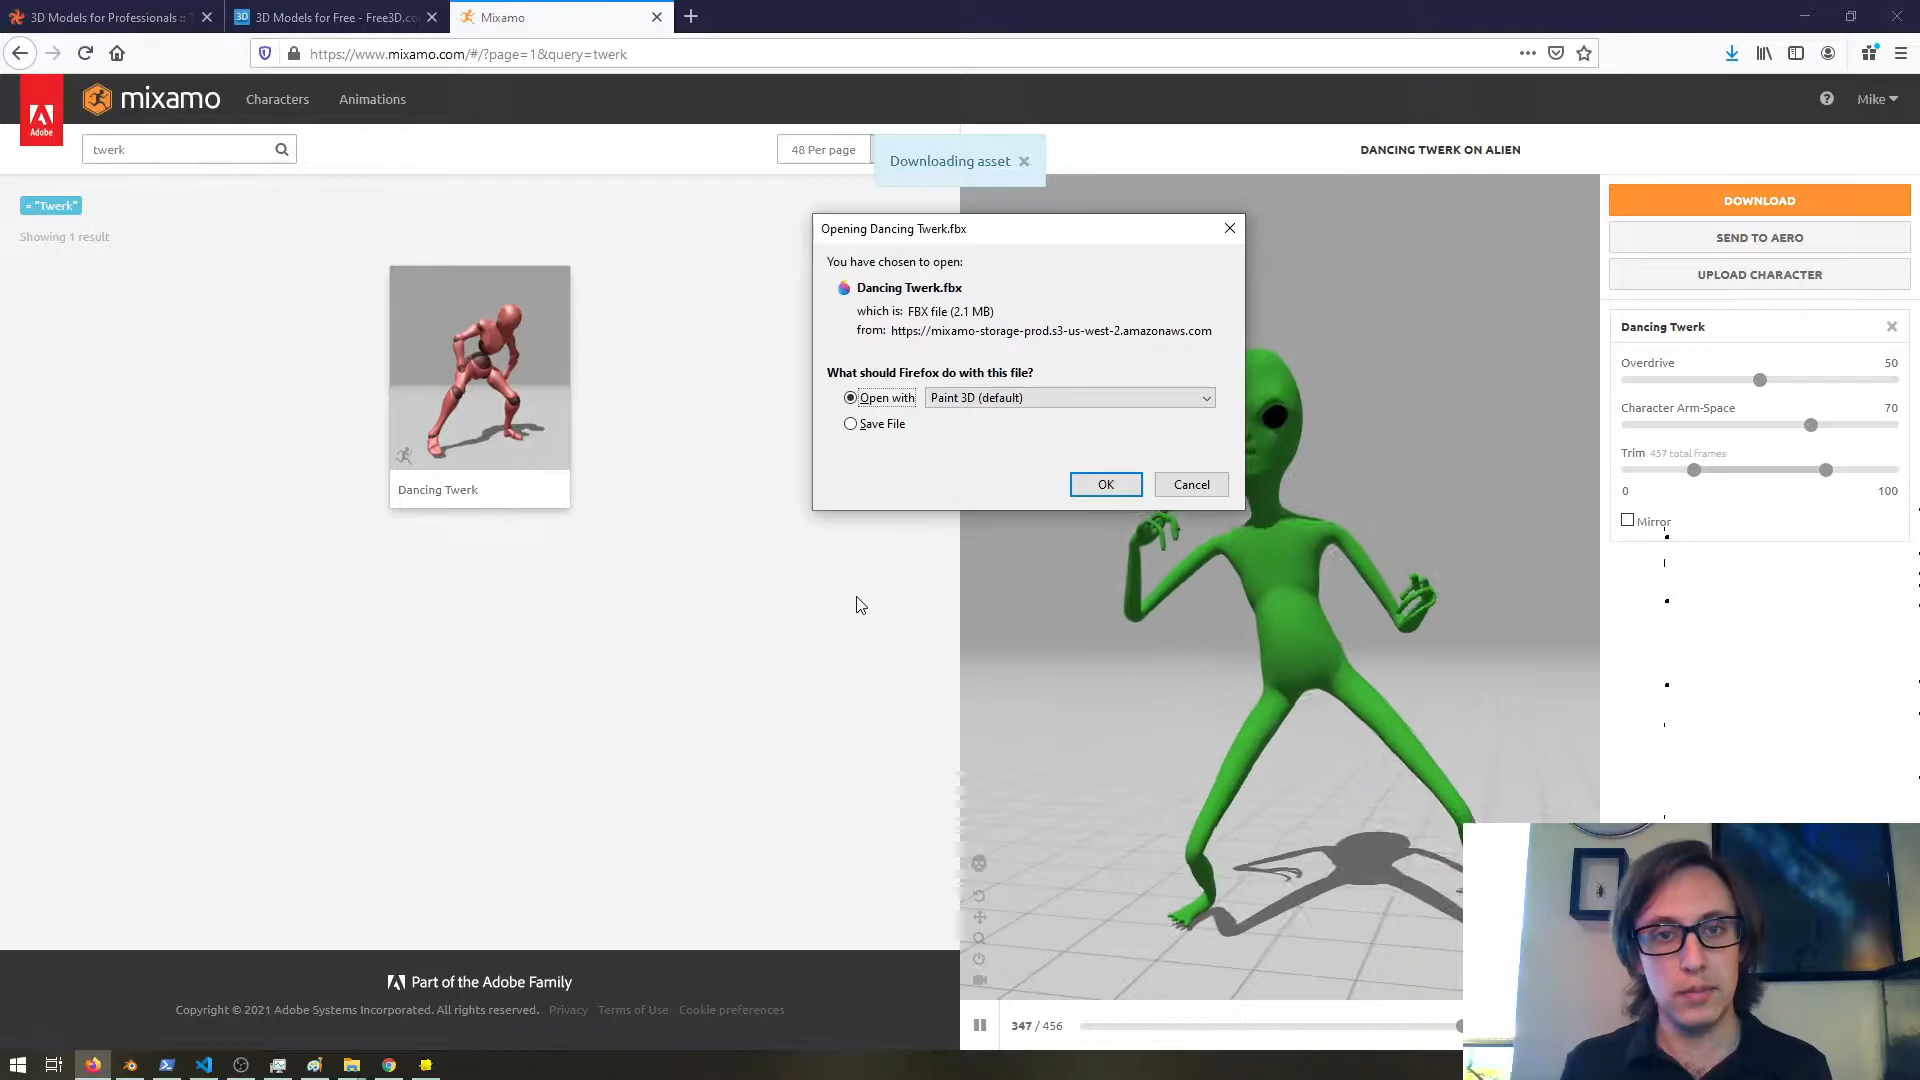 3D Models for Professionals :: T
3D Models for Free - Free3D.co
Mixamo
https://www.mixamo.com/#/?page=1&query=twerk
Adobe
mixamo
Characters
Animations
Mike
twerk
48 Per page
Downloading asset
DANCING TWERK ON ALIEN
= "Twerk"
Showing 1 result
Dancing Twerk
Opening Dancing Twerk.fbx
You have chosen to open:
Dancing Twerk.fbx
which is: FBX file (2.1 MB)
from: https://mixamo-storage-prod.s3-us-west-2.amazonaws.com
What should Firefox do with this file?
Open with
Paint 3D (default)
Save File
OK
Cancel
DOWNLOAD
SEND TO AERO
UPLOAD CHARACTER
Dancing Twerk
Overdrive 50
Character Arm-Space 70
Trim 457 total frames
0 100
Mirror
347 / 456
Part of the Adobe Family
Copyright © 2021 Adobe Systems Incorporated. All rights reserved. Privacy Terms of Use Cookie preferences